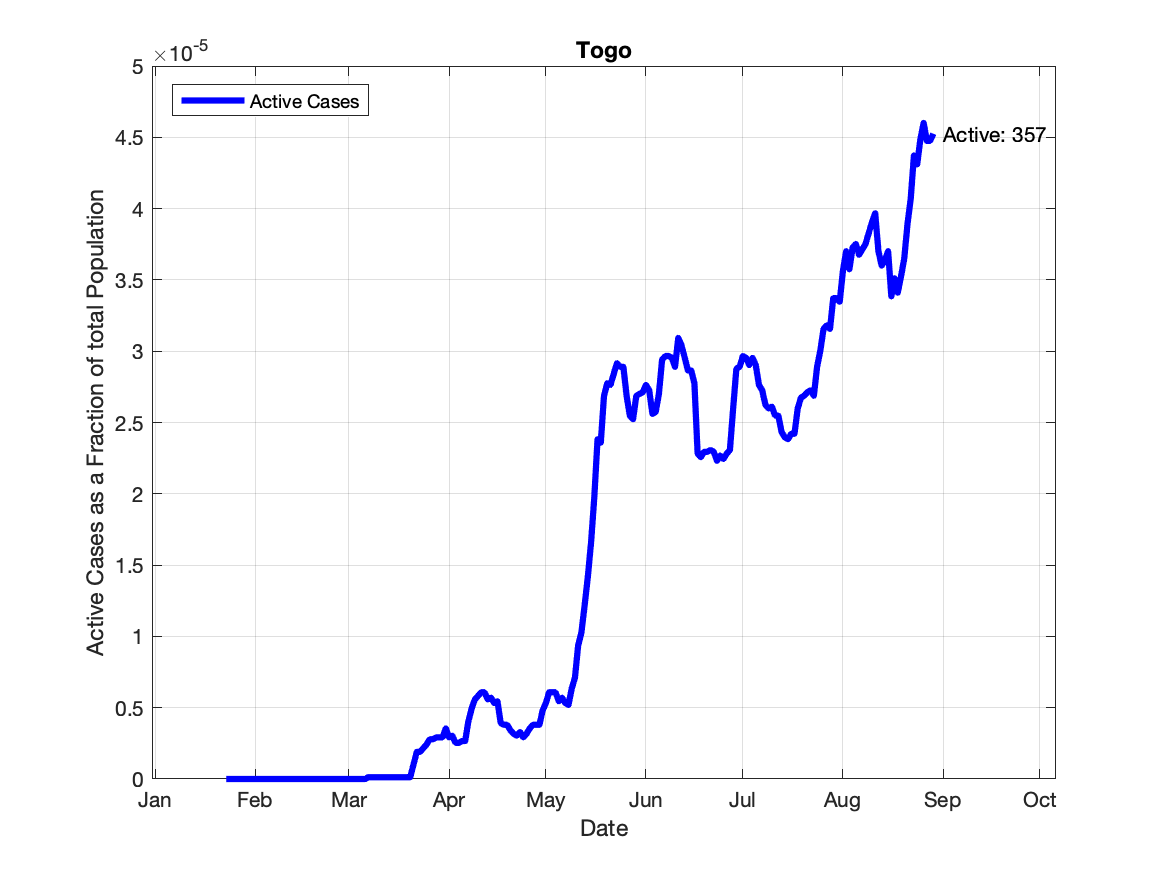 Togo
×10-5
5
4.5
4
3.5
3
2.5
2
1.5
1
0.5
0
Active Cases as a Fraction of total Population
Active Cases
Active: 357
Jan Feb Mar Apr May Jun Jul Aug Sep Oct
Date